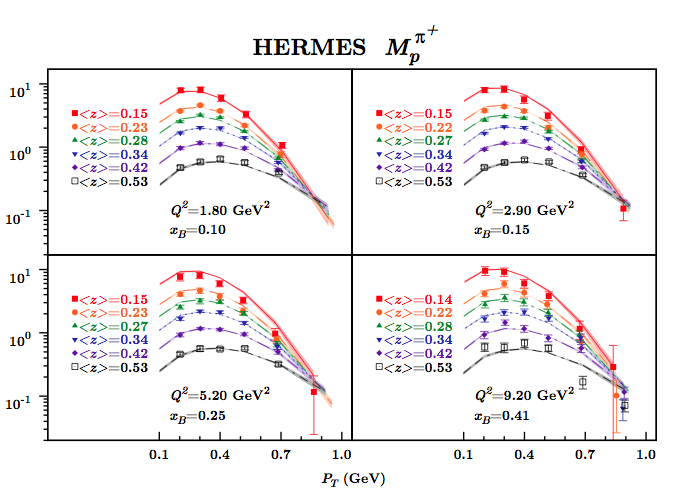 HERMES M_p^{π^+}
10^1
10^0
10^{-1}
<z>=0.15
<z>=0.23
<z>=0.28
<z>=0.34
<z>=0.42
<z>=0.53
Q^2=1.80 GeV^2
x_B=0.10
<z>=0.15
<z>=0.22
<z>=0.27
<z>=0.34
<z>=0.42
<z>=0.53
Q^2=2.90 GeV^2
x_B=0.15
10^1
10^0
10^{-1}
<z>=0.15
<z>=0.23
<z>=0.27
<z>=0.34
<z>=0.42
<z>=0.53
Q^2=5.20 GeV^2
x_B=0.25
<z>=0.14
<z>=0.22
<z>=0.28
<z>=0.34
<z>=0.42
<z>=0.53
Q^2=9.20 GeV^2
x_B=0.41
0.1 0.4 0.7 1.0 0.1 0.4 0.7 1.0
P_T (GeV)